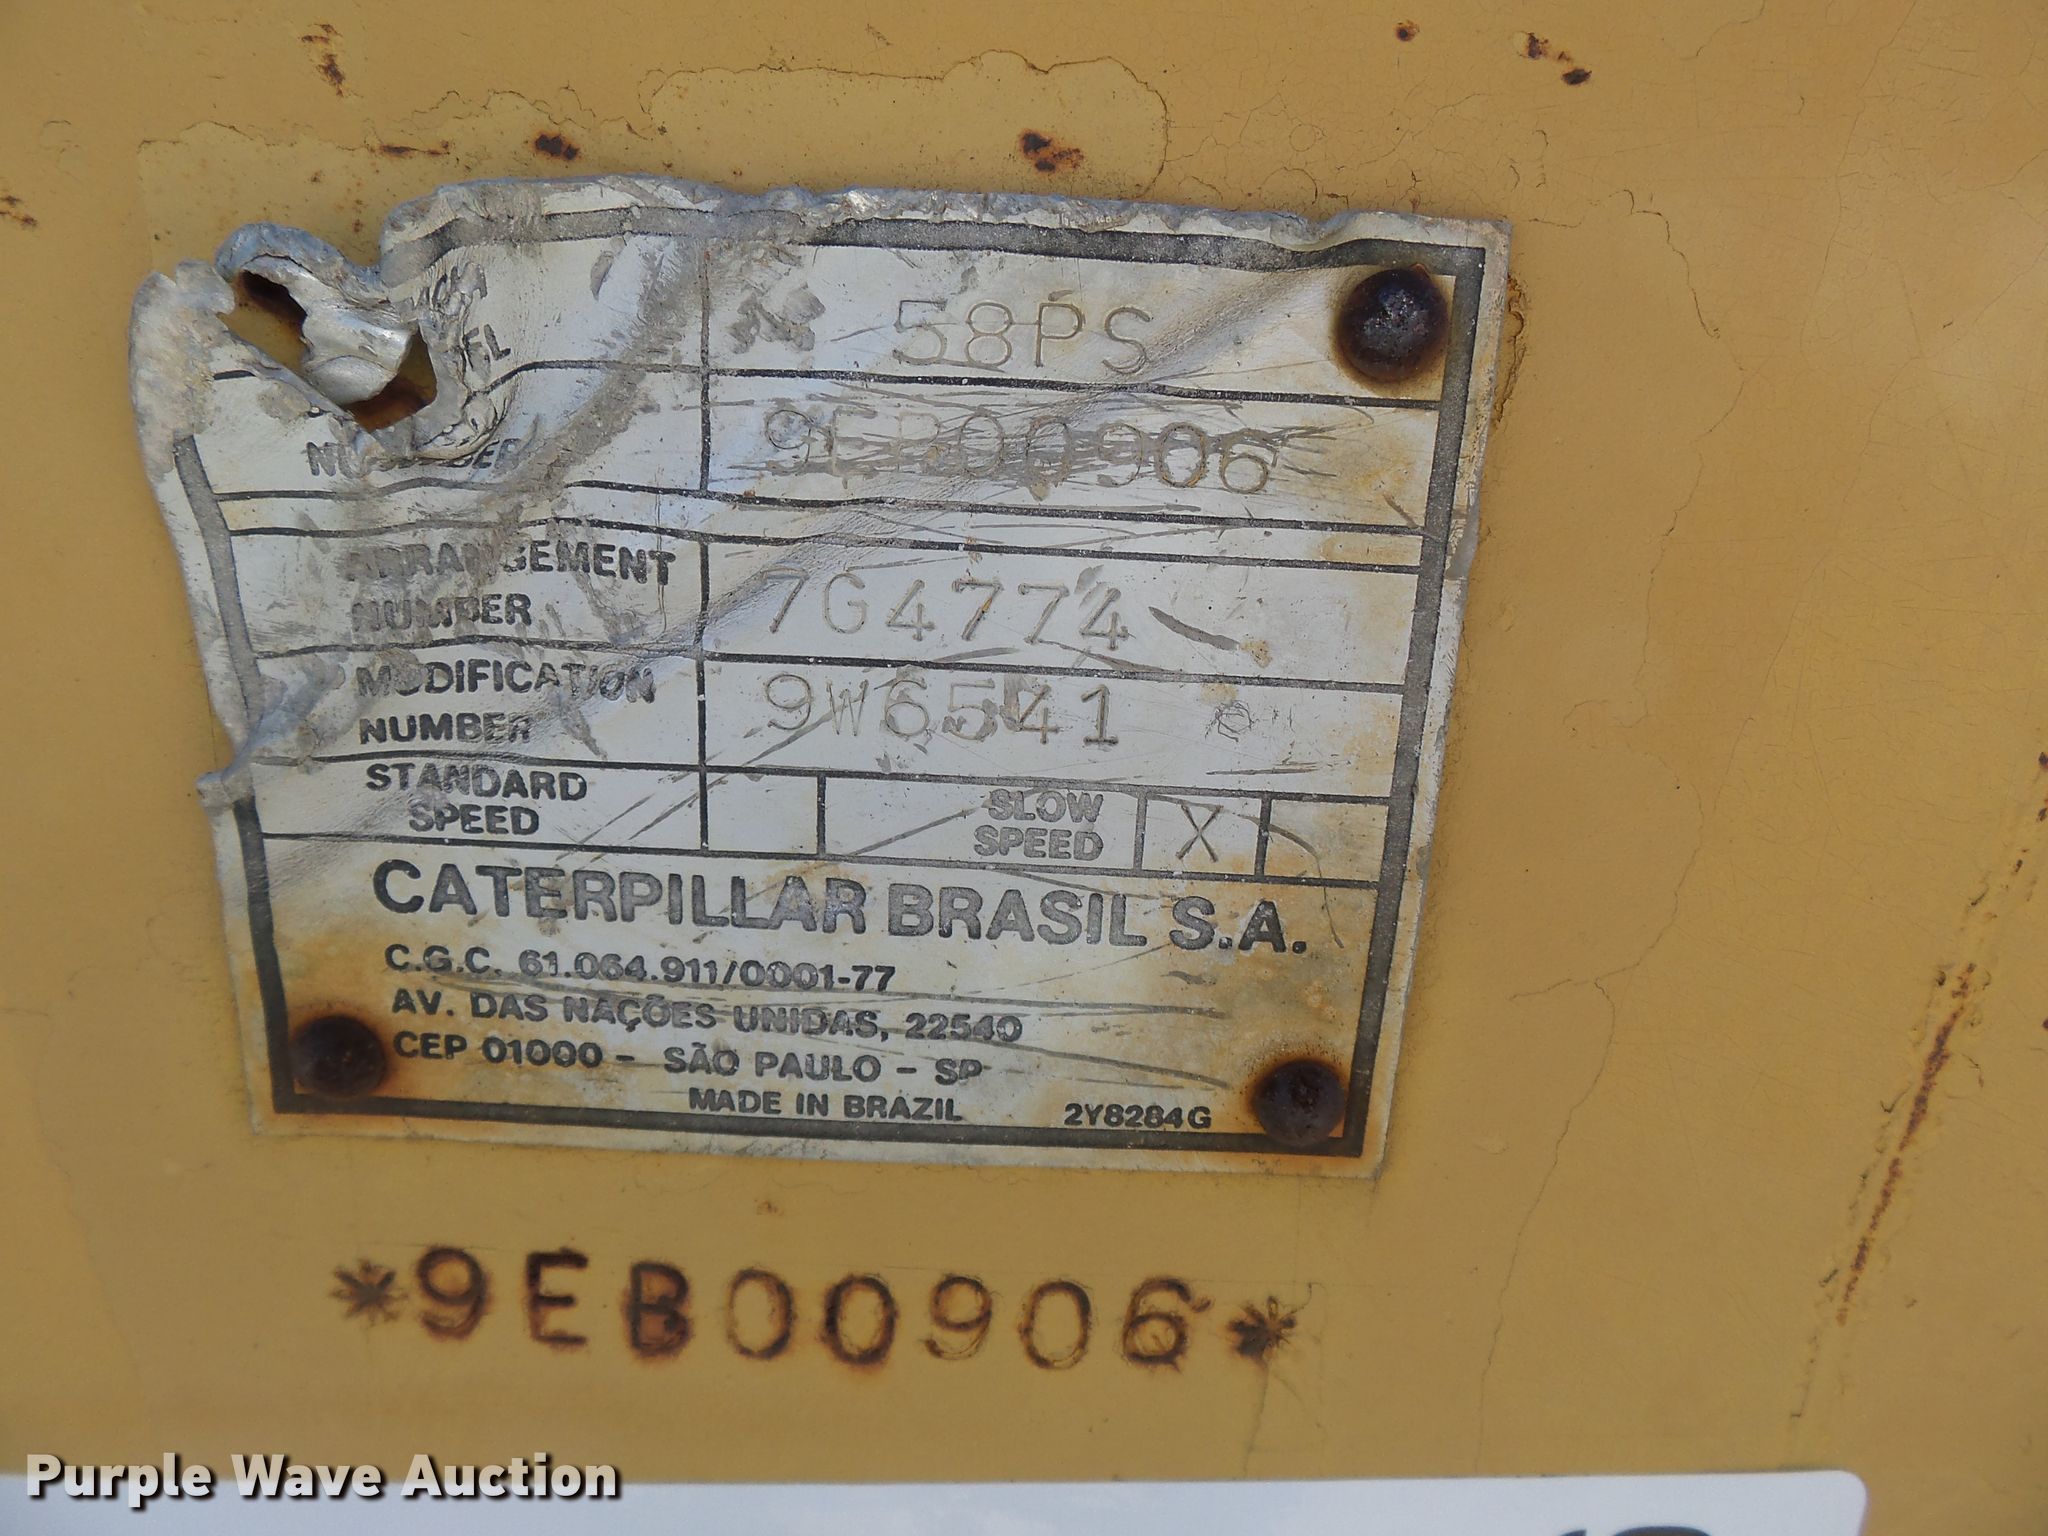 58PS
NUMBER
9EB00906
ARRANGEMENT
NUMBER
7G4774
MODIFICATION
NUMBER
9W6541
STANDARD
SPEED
SLOW
SPEED
X
CATERPILLAR BRASIL S.A.
C.G.C. 61.064.911/0001-77
AV. DAS NAÇÕES UNIDAS, 22540
CEP 01000 - SÃO PAULO - SP
MADE IN BRAZIL 2Y8284G
*9EB00906*
Purple Wave Auction